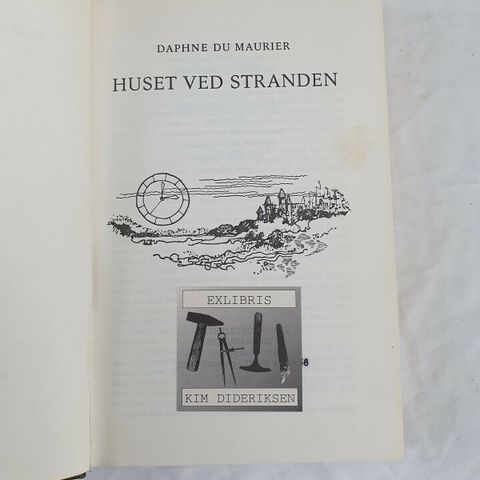 DAPHNE DU MAURIER
HUSET VED STRANDEN
EXLIBRIS
KIM DIDERIKSEN